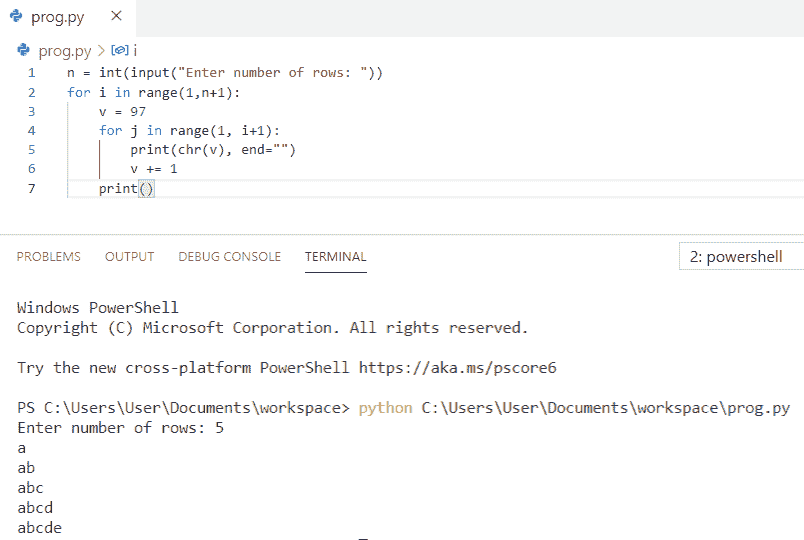 prog.py ×
prog.py > i
1 n = int(input("Enter number of rows: "))
2 for i in range(1,n+1):
3     v = 97
4     for j in range(1, i+1):
5         print(chr(v), end="")
6         v += 1
7     print()
PROBLEMS OUTPUT DEBUG CONSOLE TERMINAL 2: powershell
Windows PowerShell
Copyright (C) Microsoft Corporation. All rights reserved.
Try the new cross-platform PowerShell https://aka.ms/pscore6
PS C:\Users\User\Documents\workspace> python C:\Users\User\Documents\workspace\prog.py
Enter number of rows: 5
a
ab
abc
abcd
abcde